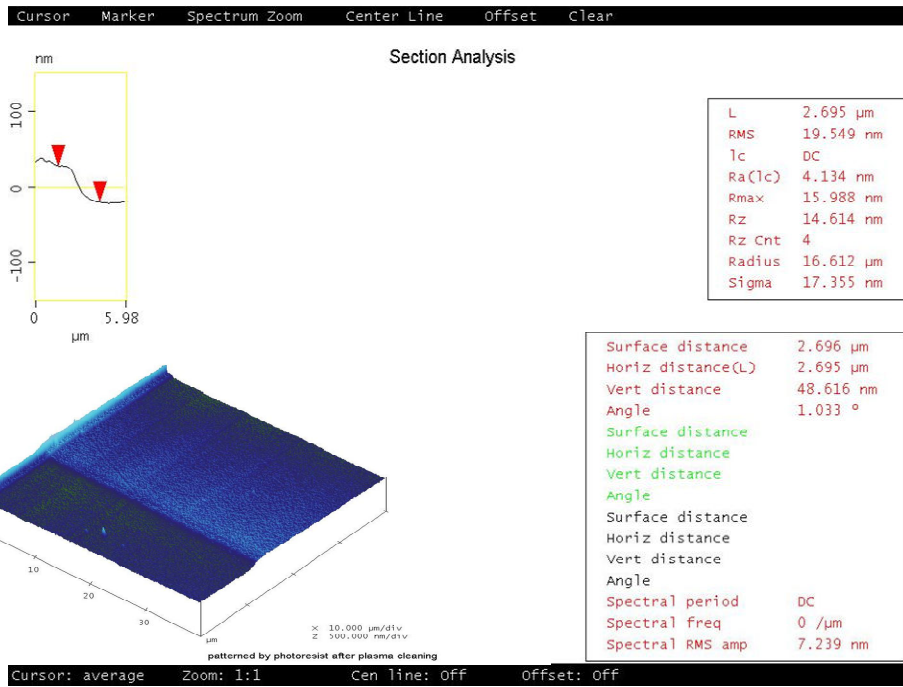 Cursor Marker Spectrum Zoom Center Line Offset Clear
Section Analysis
nm
100
0
-100
0 5.98
µm
L 2.695 µm
RMS 19.549 nm
lc DC
Ra(lc) 4.134 nm
Rmax 15.988 nm
Rz 14.614 nm
Rz Cnt 4
Radius 16.612 µm
Sigma 17.355 nm
Surface distance 2.696 µm
Horiz distance(L) 2.695 µm
Vert distance 48.616 nm
Angle 1.033 º
Surface distance
Horiz distance
Vert distance
Angle
Surface distance
Horiz distance
Vert distance
Angle
Spectral period DC
Spectral freq 0 /µm
Spectral RMS amp 7.239 nm
10
20
30
µm
X 10.000 µm/div
Z 500.000 nm/div
patterned by photoresist after plasma cleaning
Cursor: average Zoom: 1:1 Cen line: Off Offset: Off